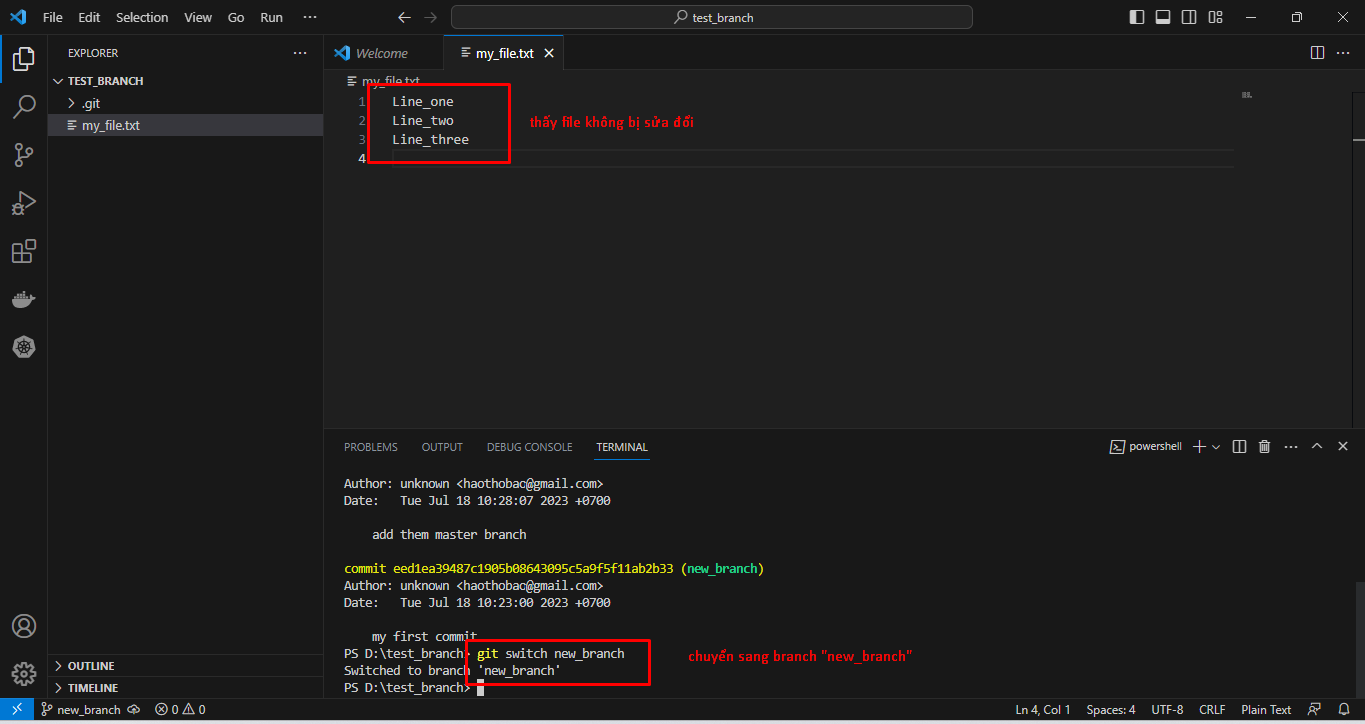 File Edit Selection View Go Run ···
test_branch
EXPLORER ···
TEST_BRANCH
.git
my_file.txt
OUTLINE
TIMELINE
Welcome
my_file.txt
my_file.txt
1 Line_one
2 Line_two
3 Line_three
4
thấy file không bị sửa đổi
PROBLEMS OUTPUT DEBUG CONSOLE TERMINAL
powershell
Author: unknown <haothobac@gmail.com>
Date:   Tue Jul 18 10:28:07 2023 +0700
add them master branch
commit eed1ea39487c1905b08643095c5a9f5f11ab2b33 (new_branch)
Author: unknown <haothobac@gmail.com>
Date:   Tue Jul 18 10:23:00 2023 +0700
my first commit
PS D:\test_branch> git switch new_branch
Switched to branch 'new_branch'
PS D:\test_branch>
chuyển sang branch "new_branch"
new_branch 0 0
Ln 4, Col 1 Spaces: 4 UTF-8 CRLF Plain Text